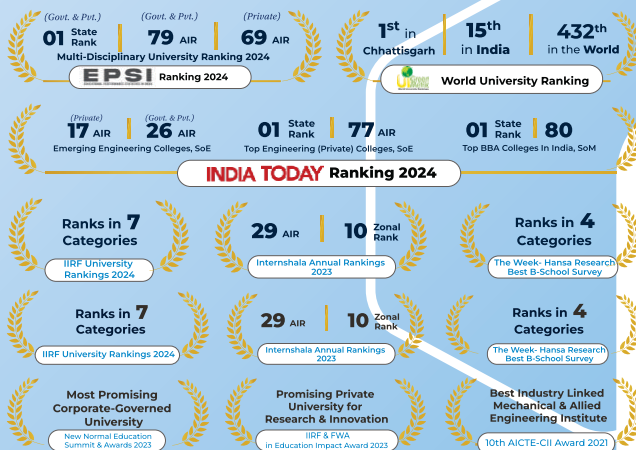 (Govt. & Pvt.)
(Govt. & Pvt.)
(Private)
01 State Rank
79 AIR
69 AIR
Multi-Disciplinary University Ranking 2024
EPSI Ranking 2024
1st in Chhattisgarh
15th in India
432th in the World
World University Ranking
(Private)
(Govt. & Pvt.)
17 AIR
26 AIR
Emerging Engineering Colleges, SoE
01 State Rank
77 AIR
Top Engineering (Private) Colleges, SoE
01 State Rank
80
Top BBA Colleges In India, SoM
INDIA TODAY Ranking 2024
Ranks in 7
Categories
IIRF University
Rankings 2024
29 AIR
10 Zonal Rank
Internshala Annual Rankings
2023
Ranks in 4
Categories
The Week- Hansa Research
Best B-School Survey
Ranks in 7
Categories
IIRF University Rankings 2024
29 AIR
10 Zonal Rank
Internshala Annual Rankings
2023
Ranks in 4
Categories
The Week- Hansa Research
Best B-School Survey
Most Promising
Corporate-Governed
University
New Normal Education
Summit & Awards 2023
Promising Private
University for
Research & Innovation
IIRF & FWA
in Education Impact Award 2023
Best Industry Linked
Mechanical & Allied
Engineering Institute
10th AICTE-CII Award 2021